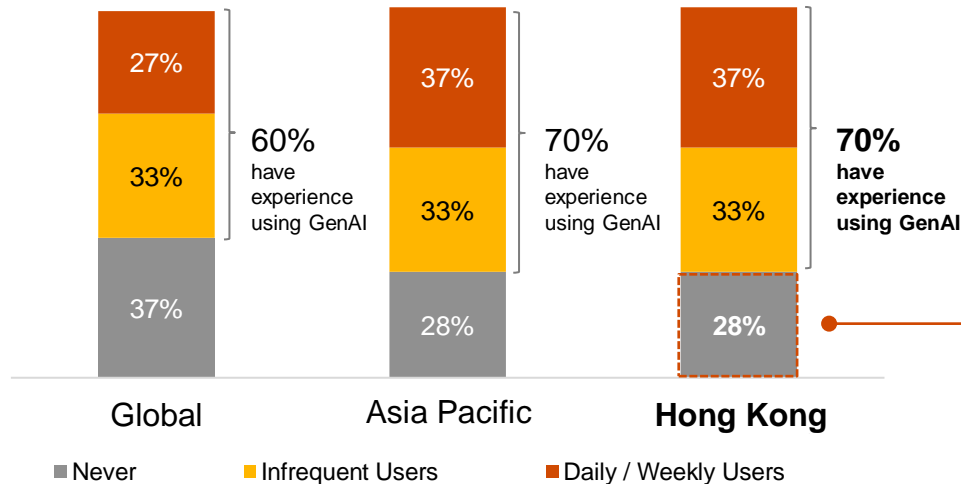 27%
33%
37%
60%
have
experience
using GenAI
37%
33%
28%
70%
have
experience
using GenAI
37%
33%
28%
70%
have
experience
using GenAI
Global
Asia Pacific
Hong Kong
Never
Infrequent Users
Daily / Weekly Users